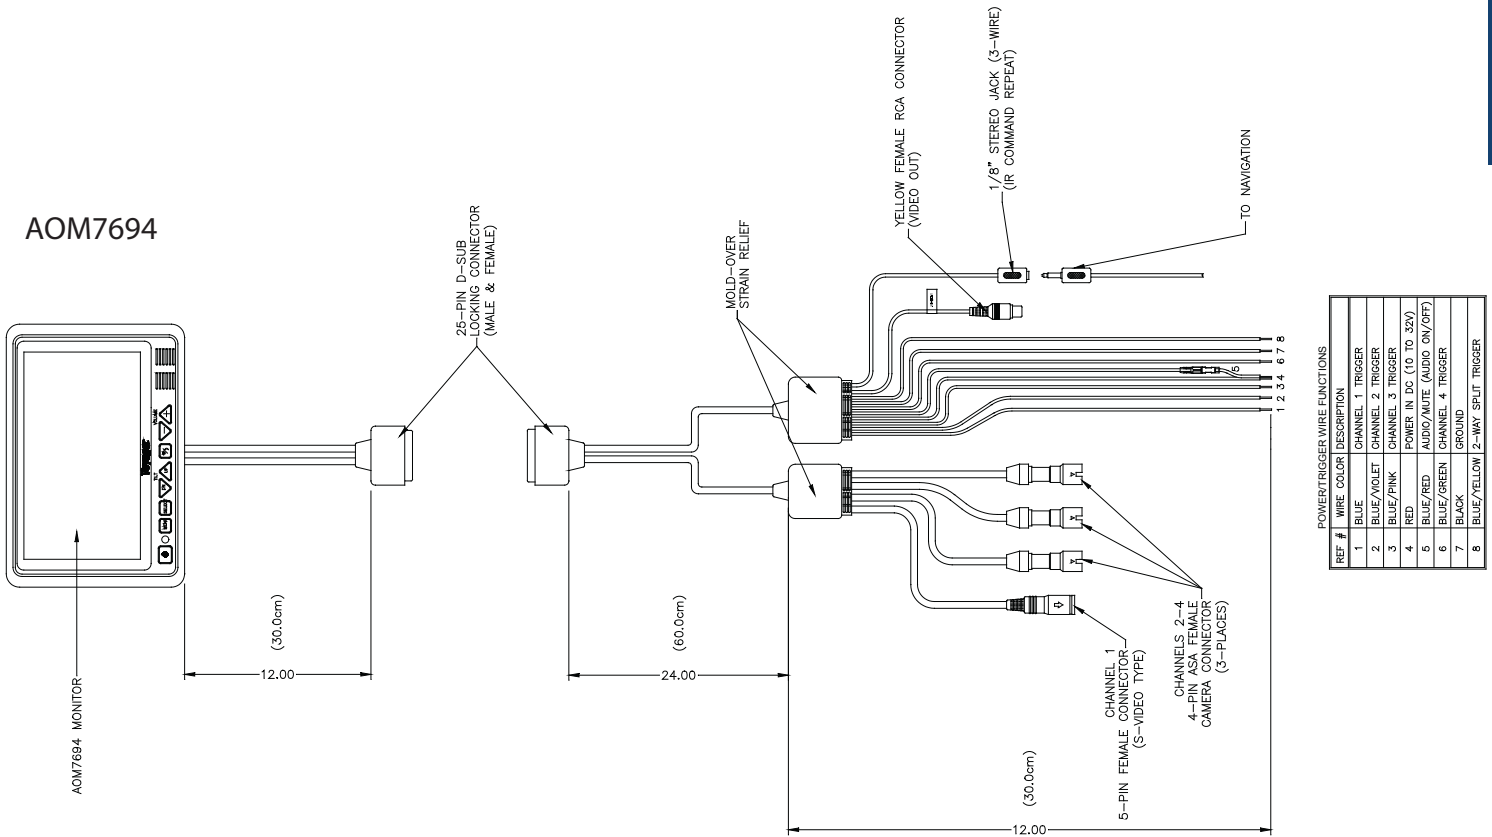 AOM7694
AOM7694 MONITOR
Voyager
TILT
VOLUME
12.00
(30.0cm)
25-PIN D-SUB
LOCKING CONNECTOR
(MALE & FEMALE)
24.00
(60.0cm)
MOLD-OVER
STRAIN RELIEF
YELLOW FEMALE RCA CONNECTOR
(VIDEO OUT)
1/8" STEREO JACK (3-WIRE)
(IR COMMAND REPEAT)
TO NAVIGATION
1 2 3 4 6 7 8
5
CHANNEL 1
5-PIN FEMALE CONNECTOR
(S-VIDEO TYPE)
CHANNELS 2-4
4-PIN ASA FEMALE
CAMERA CONNECTOR
(3-PLACES)
12.00
(30.0cm)
POWER/TRIGGER WIRE FUNCTIONS
REF # WIRE COLOR DESCRIPTION
1 BLUE CHANNEL 1 TRIGGER
2 BLUE/VIOLET CHANNEL 2 TRIGGER
3 BLUE/PINK CHANNEL 3 TRIGGER
4 RED POWER IN DC (10 TO 32V)
5 BLUE/RED AUDIO/MUTE (AUDIO ON/OFF)
6 BLUE/GREEN CHANNEL 4 TRIGGER
7 BLACK GROUND
8 BLUE/YELLOW 2-WAY SPLIT TRIGGER